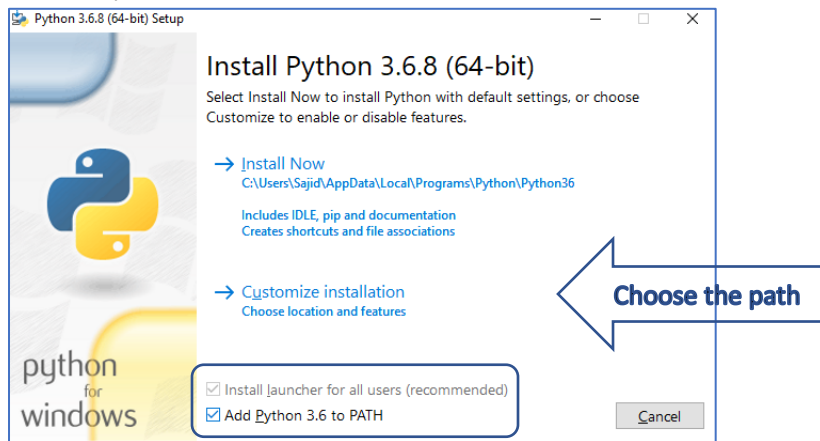 Python 3.6.8 (64-bit) Setup
Install Python 3.6.8 (64-bit)
Select Install Now to install Python with default settings, or choose
Customize to enable or disable features.
Install Now
C:\Users\Sajid\AppData\Local\Programs\Python\Python36
Includes IDLE, pip and documentation
Creates shortcuts and file associations
Customize installation
Choose location and features
Choose the path
python
for
windows
Install launcher for all users (recommended)
Add Python 3.6 to PATH
Cancel